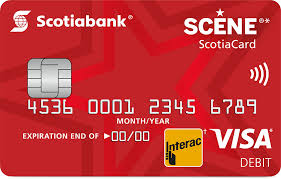 Scotiabank® SCENE®*
ScotiaCard
4536 0001 2345 6789
MONTH/YEAR
EXPIRATION END OF ▶00/00
Interac VISA
DEBIT